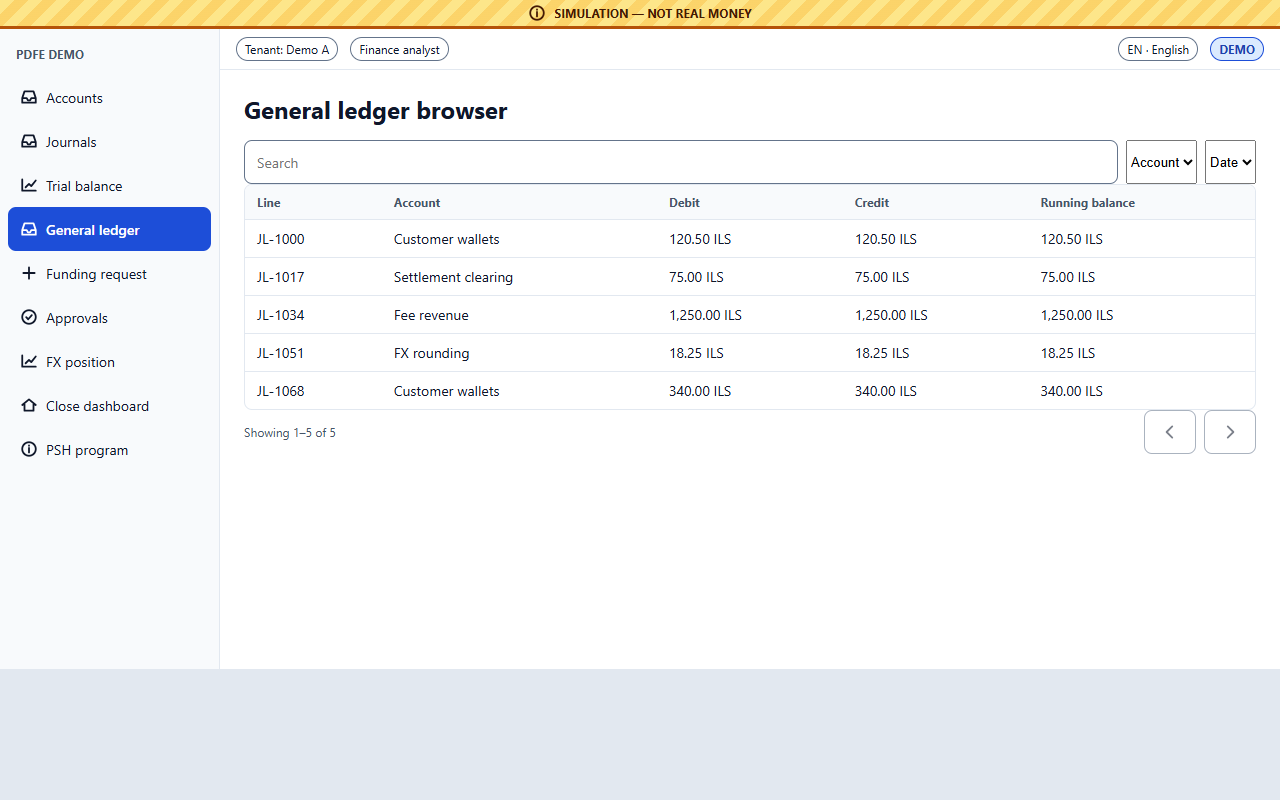 SIMULATION — NOT REAL MONEY
PDFE DEMO
Tenant: Demo A
Finance analyst
EN · English
DEMO
Accounts
Journals
Trial balance
General ledger
Funding request
Approvals
FX position
Close dashboard
PSH program
General ledger browser
Search
Account
Date
Line Account Debit Credit Running balance
JL-1000 Customer wallets 120.50 ILS 120.50 ILS 120.50 ILS
JL-1017 Settlement clearing 75.00 ILS 75.00 ILS 75.00 ILS
JL-1034 Fee revenue 1,250.00 ILS 1,250.00 ILS 1,250.00 ILS
JL-1051 FX rounding 18.25 ILS 18.25 ILS 18.25 ILS
JL-1068 Customer wallets 340.00 ILS 340.00 ILS 340.00 ILS
Showing 1–5 of 5